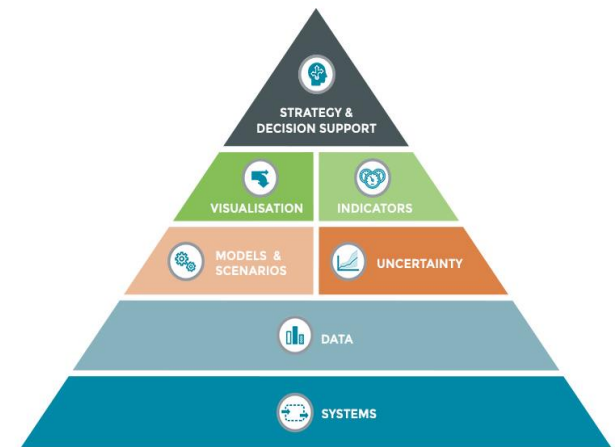 STRATEGY &
DECISION SUPPORT
VISUALISATION
INDICATORS
MODELS &
SCENARIOS
UNCERTAINTY
DATA
SYSTEMS